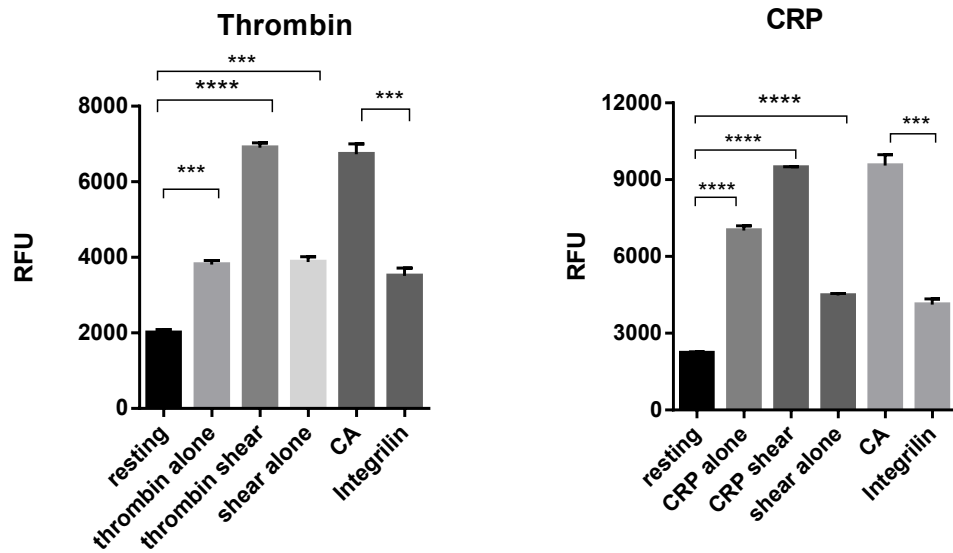 Thrombin
***
****
***
***
8000
6000
4000
2000
0
RFU
resting
thrombin alone
thrombin shear
shear alone
CA
Integrilin
CRP
****
****
***
****
12000
9000
6000
3000
0
RFU
resting
CRP alone
CRP shear
shear alone
CA
Integrilin